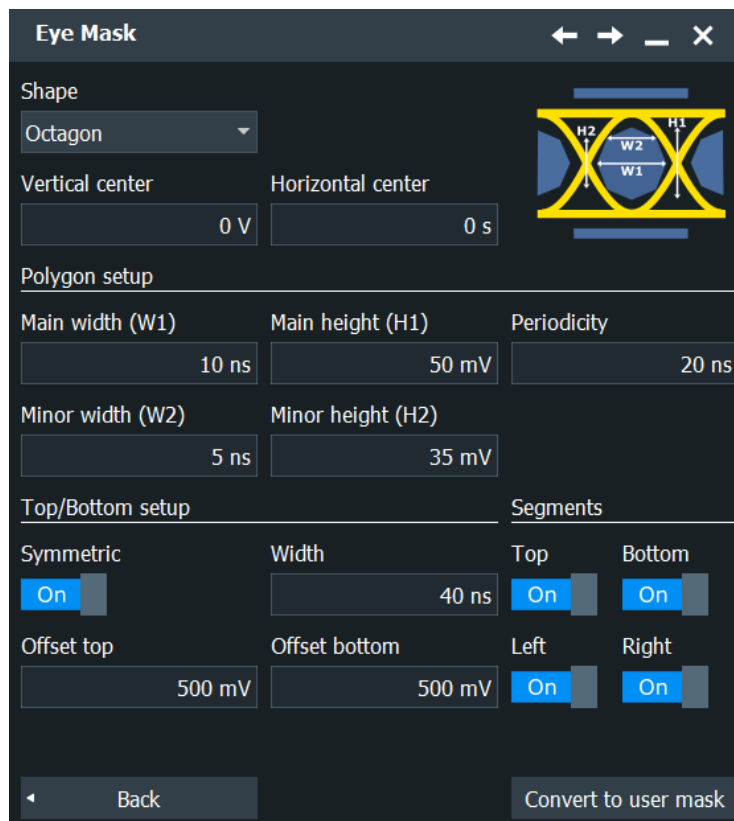 Eye Mask
Shape
Octagon
H2
H1
W2
W1
Vertical center
Horizontal center
0 V
0 s
Polygon setup
Main width (W1)
Main height (H1)
Periodicity
10 ns
50 mV
20 ns
Minor width (W2)
Minor height (H2)
5 ns
35 mV
Top/Bottom setup
Segments
Symmetric
Width
Top
Bottom
On
40 ns
On
On
Offset top
Offset bottom
Left
Right
500 mV
500 mV
On
On
Back
Convert to user mask